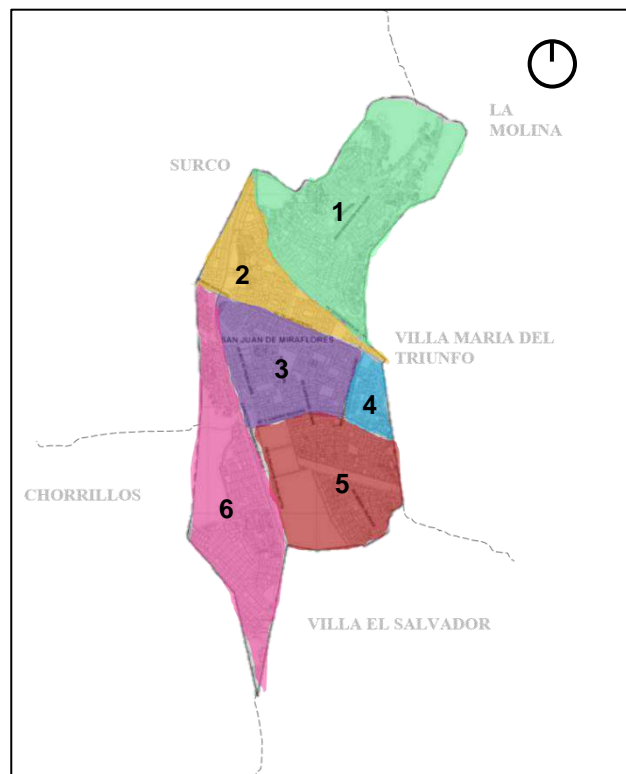 LA
MOLINA
SURCO
1
2
VILLA MARIA DEL
TRIUNFO
SAN JUAN DE MIRAFLORES
3
4
CHORRILLOS
5
6
VILLA EL SALVADOR